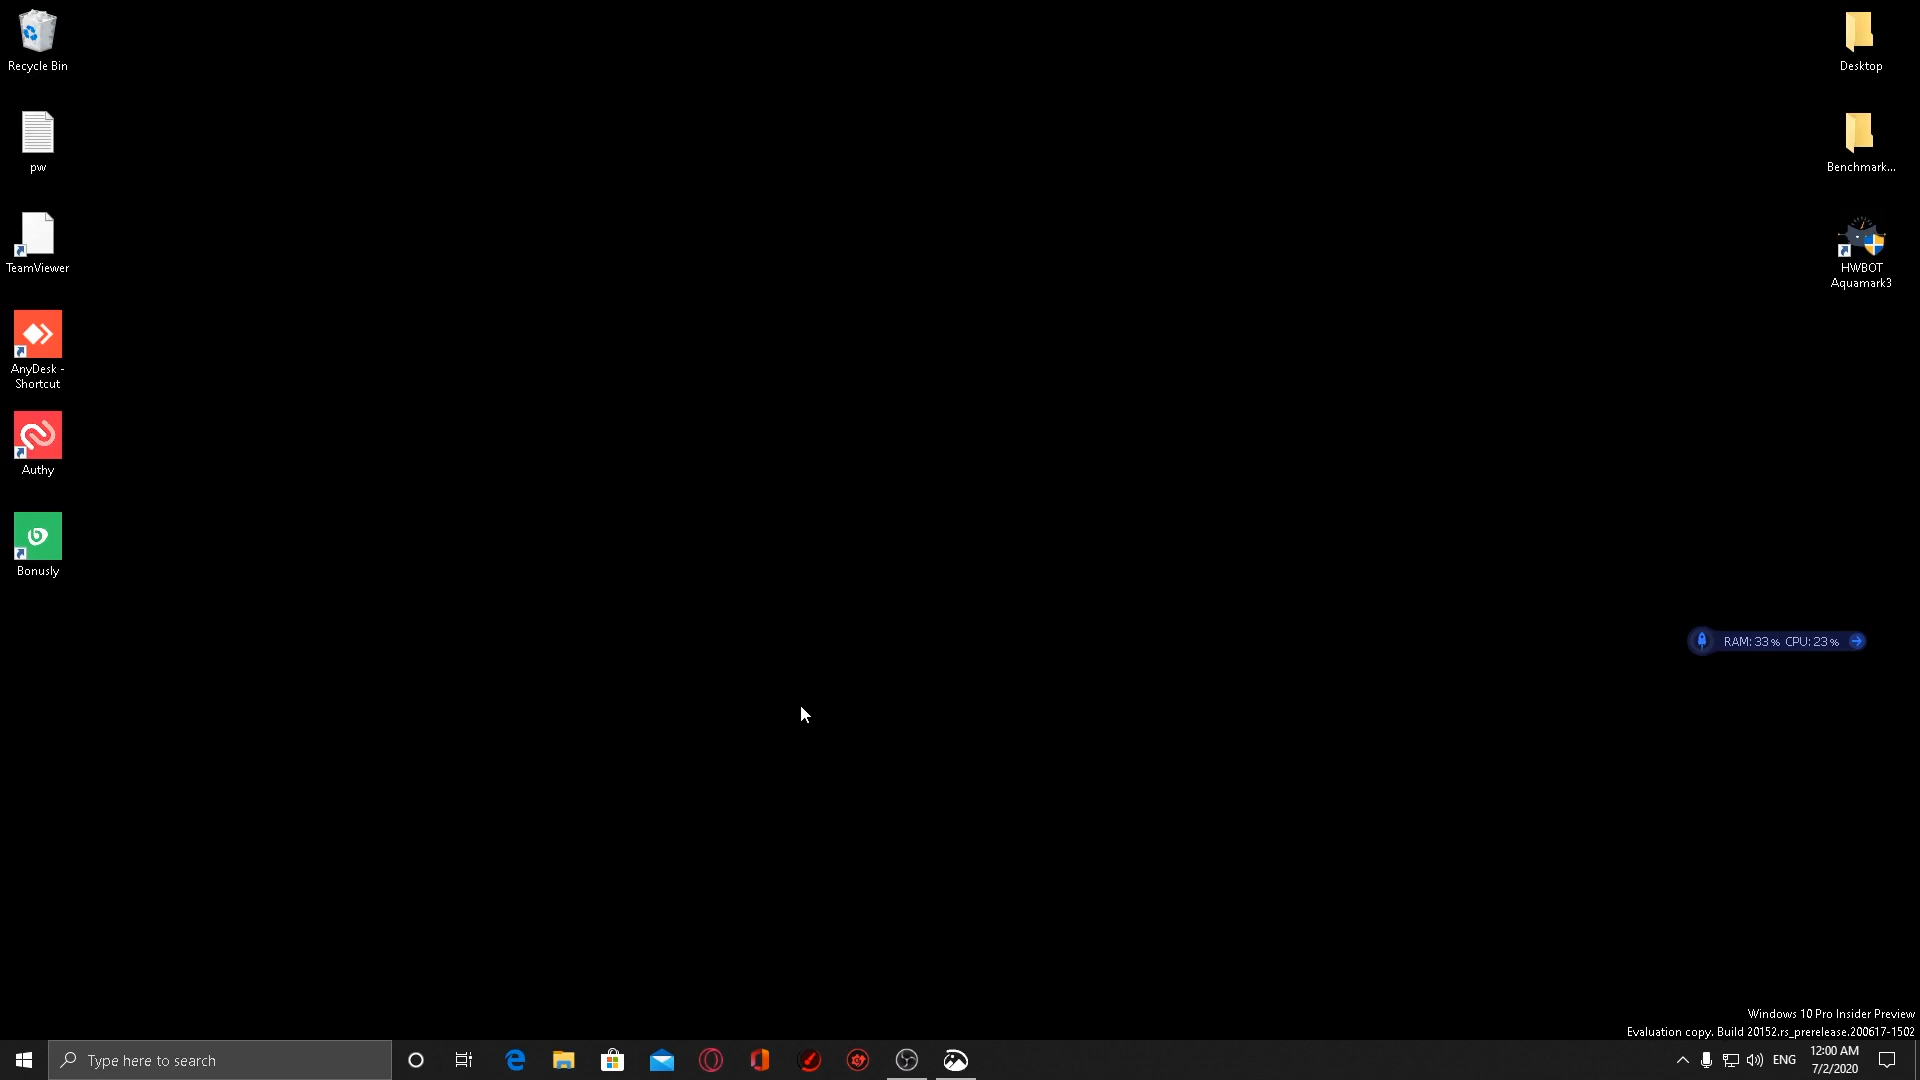 Recycle Bin
pw
TeamViewer
AnyDesk -
Shortcut
Authy
Bonusly
Desktop
Benchmark...
HWBOT
Aquamark3
RAM: 33 % CPU: 23 %
Windows 10 Pro Insider Preview
Evaluation copy. Build 20152.rs_prerelease.200617-1502
Type here to search
ENG
12:00 AM
7/2/2020